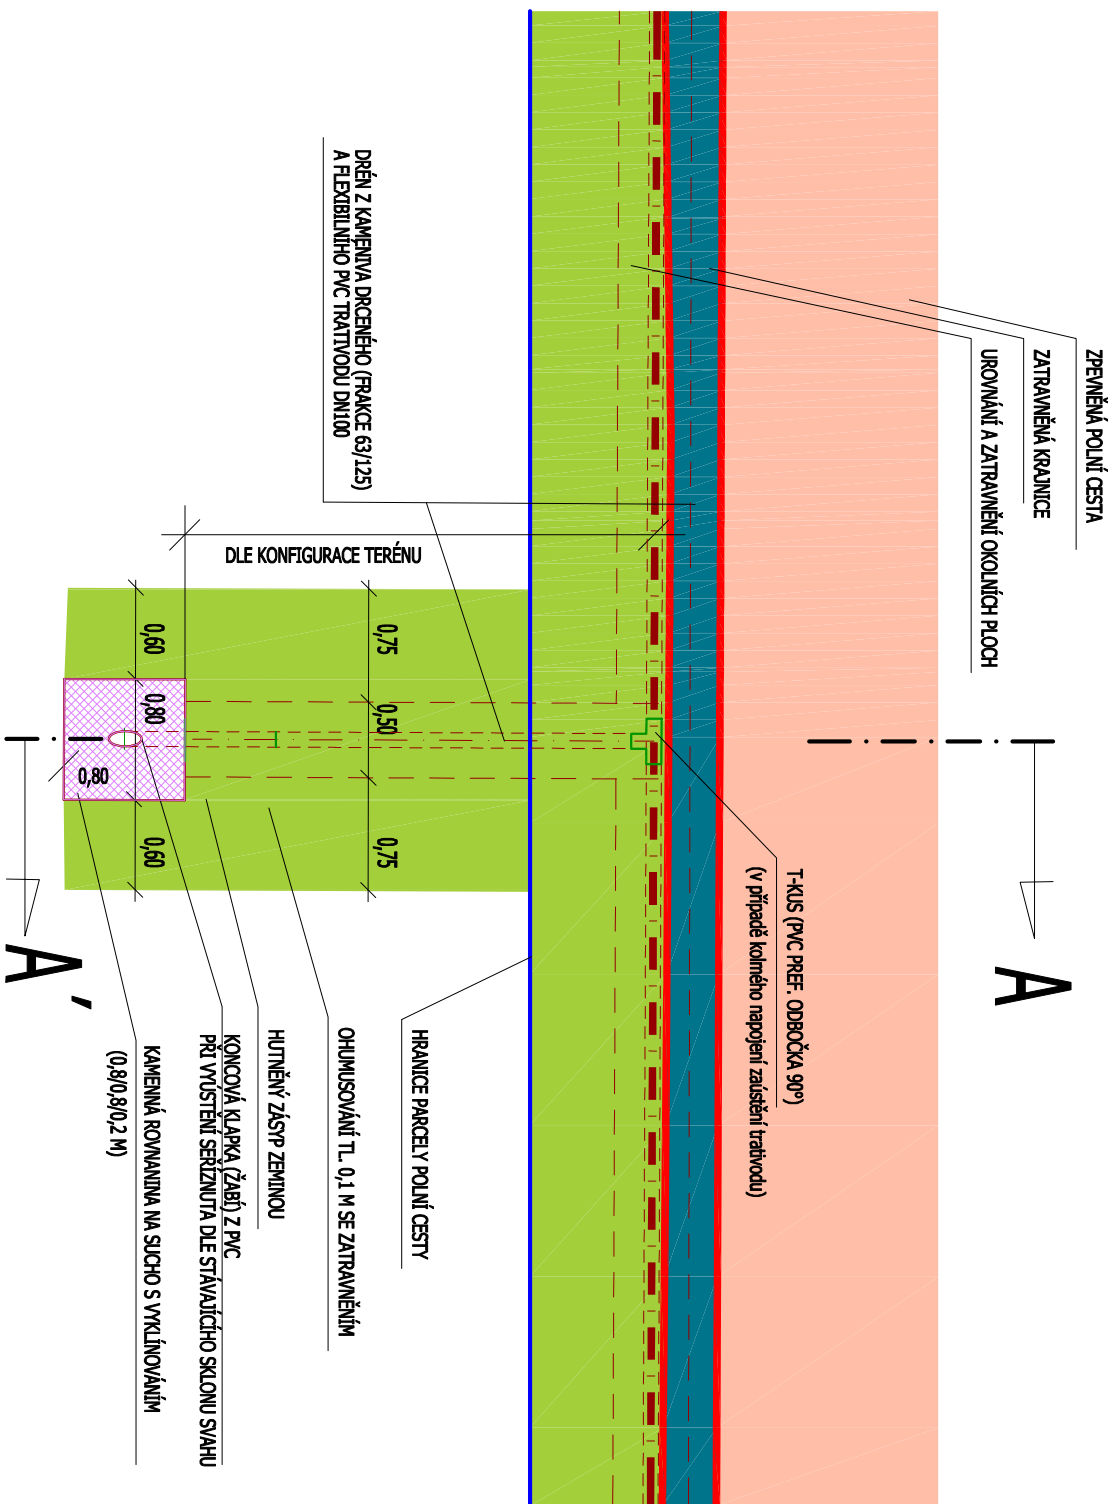 ZPEVNĚNÁ POLNÍ CESTA
ZATRAVNĚNÁ KRAJNICE
UROVNÁNÍ A ZATRAVNĚNÍ OKOLNÍCH PLOCH
DRÉN Z KAMENIVA DRCENÉHO (FRAKCE 63/125)
A FLEXIBILNÍHO PVC TRATIVODU DN100
DLE KONFIGURACE TERÉNU
0,75
0,50
0,75
0,60
0,80
0,60
0,80
A
A'
T-KUS (PVC PREF. ODBOČKA 90°)
(v případě kolmého napojení zaústění trativodu)
HRANICE PARCELY POLNÍ CESTY
OHUMUSOVÁNÍ TL. 0,1 M SE ZATRAVNĚNÍM
HUTNĚNÝ ZÁSYP ZEMINOU
KONCOVÁ KLAPKA (ŽABÍ) Z PVC
PŘI VYÚSTĚNÍ SEŘÍZNUTA DLE STÁVAJÍCÍHO SKLONU SVAHU
KAMENNÁ ROVNANINA NA SUCHO S VYKLÍNOVÁNÍM
(0,8/0,8/0,2 M)